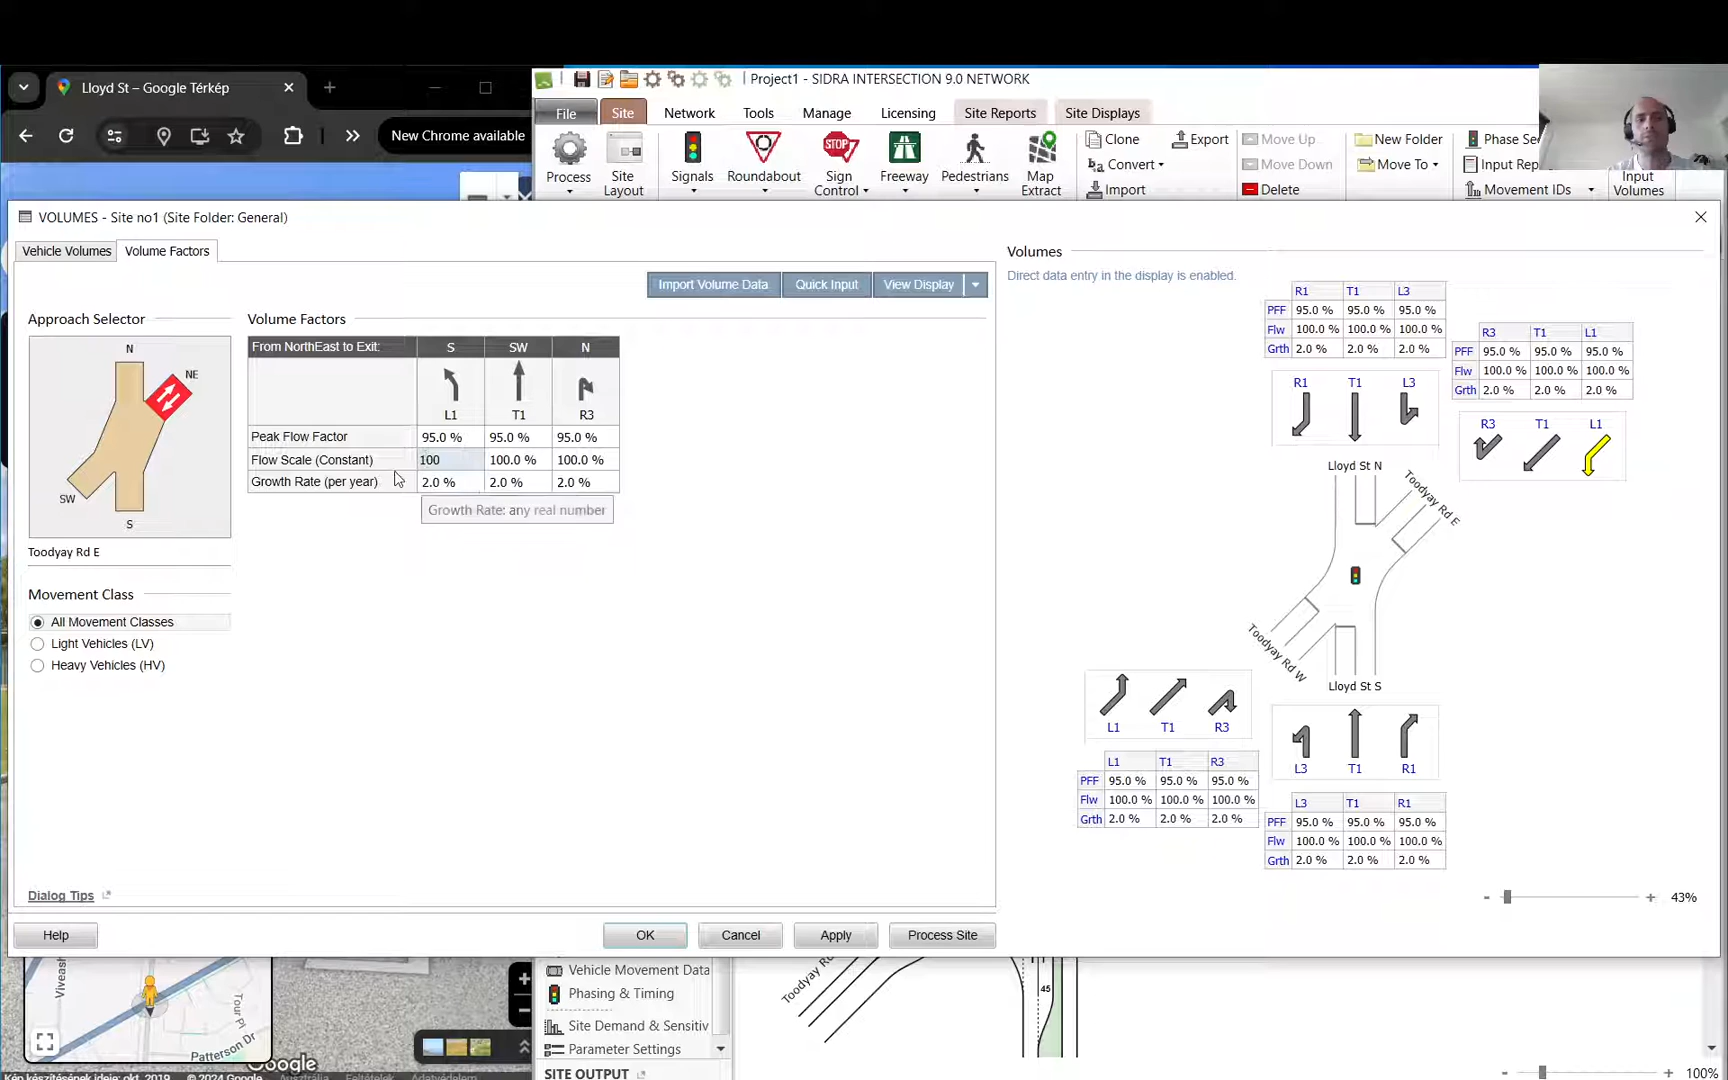 Lloyd St – Google Térkép
New Chrome available
Project1 - SIDRA INTERSECTION 9.0 NETWORK
File
Site
Network
Tools
Manage
Licensing
Site Reports
Site Displays
Process
Site Layout
Signals
Roundabout
STOP
Sign Control
Freeway
Pedestrians
Map Extract
Clone
Export
Convert
Import
Move Up
Move Down
Delete
New Folder
Move To
Movement IDs
Input Volumes
VOLUMES - Site no1 (Site Folder: General)
Vehicle Volumes
Volume Factors
Import Volume Data
Quick Input
View Display
Approach Selector
N
NE
SW
S
Toodyay Rd E
Movement Class
All Movement Classes
Light Vehicles (LV)
Heavy Vehicles (HV)
Volume Factors
From NorthEast to Exit: S SW N
L1 T1 R3
Peak Flow Factor 95.0 % 95.0 % 95.0 %
Flow Scale (Constant) 100 100.0 % 100.0 %
Growth Rate (per year) 2.0 % 2.0 % 2.0 %
Growth Rate: any real number
Dialog Tips
Help
OK
Cancel
Apply
Process Site
Volumes
Direct data entry in the display is enabled.
R1 T1 L3
PFF 95.0 % 95.0 % 95.0 %
Flw 100.0 % 100.0 % 100.0 %
Grth 2.0 % 2.0 % 2.0 %
R1 T1 L3
R3 T1 L1
PFF 95.0 % 95.0 % 95.0 %
Flw 100.0 % 100.0 % 100.0 %
Grth 2.0 % 2.0 % 2.0 %
R3 T1 L1
Lloyd St N
Toodyay Rd E
Toodyay Rd W
Lloyd St S
L1 T1 R3
L1 T1 R3
PFF 95.0 % 95.0 % 95.0 %
Flw 100.0 % 100.0 % 100.0 %
Grth 2.0 % 2.0 % 2.0 %
L3 T1 R1
L3 T1 R1
PFF 95.0 % 95.0 % 95.0 %
Flw 100.0 % 100.0 % 100.0 %
Grth 2.0 % 2.0 % 2.0 %
- + 43%
Vehicle Movement Data
Phasing & Timing
Site Demand & Sensitiv
Parameter Settings
SITE OUTPUT
45
- + 100%
Tour Pl
Patterson Dr
Google
Kép készítésének ideje: okt. 2019
© 2024 Google